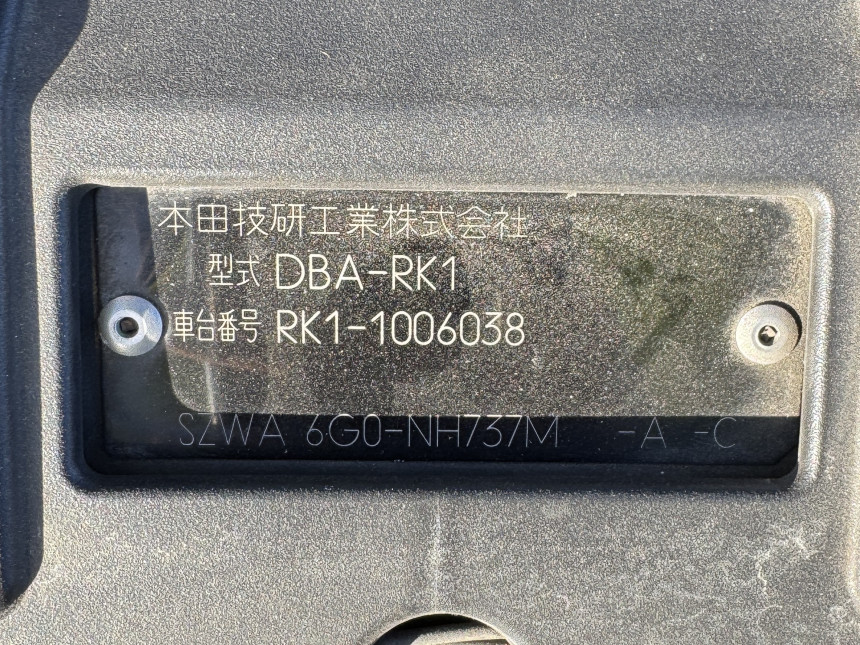 本田技研工業株式会社
型式 DBA-RK1
車台番号 RK1-1006038
SZWA 6G0-NH737M -A -C